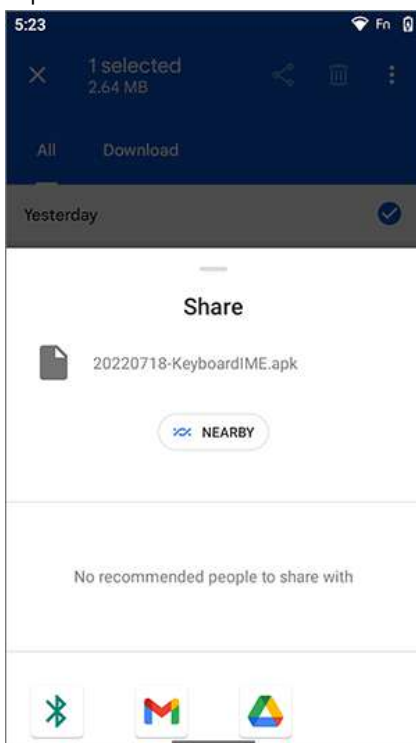 5:23
Fn
1 selected
2.64 MB
All Download
Yesterday
Share
20220718-KeyboardIME.apk
NEARBY
No recommended people to share with